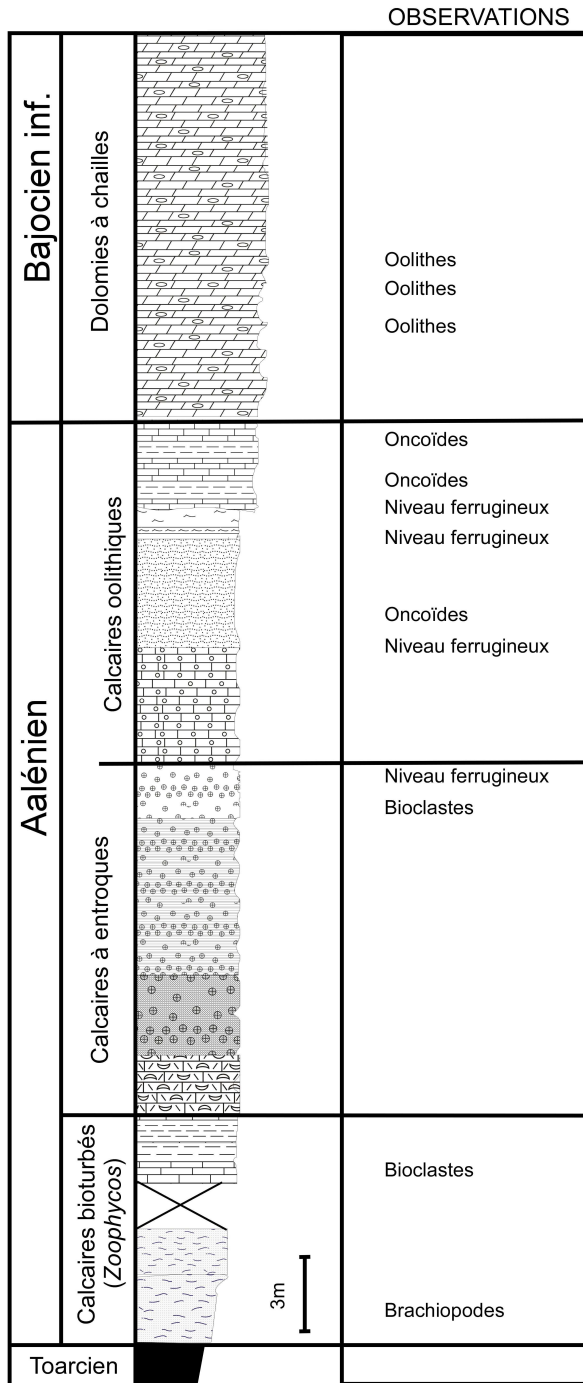 OBSERVATIONS
Bajocien inf.
Dolomies à chailles
Oolithes
Oolithes
Oolithes
Aalénien
Calcaires oolithiques
Oncoïdes
Oncoïdes
Niveau ferrugineux
Niveau ferrugineux
Oncoïdes
Niveau ferrugineux
Calcaires à entroques
Niveau ferrugineux
Bioclastes
Calcaires bioturbés
(Zoophycos)
Bioclastes
3m
Brachiopodes
Toarcien